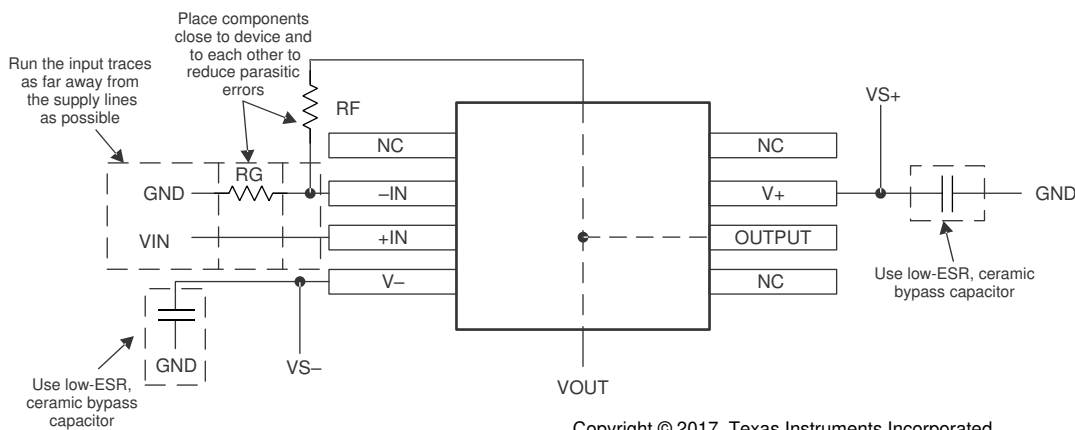 Place components
close to device and
to each other to
reduce parasitic
errors
Run the input traces
as far away from
the supply lines
as possible
RF
VS+
NC
NC
RG
GND
–IN
V+
GND
VIN
+IN
OUTPUT
V–
NC
Use low-ESR, ceramic
bypass capacitor
GND
VS–
Use low-ESR,
ceramic bypass
capacitor
VOUT
Copyright © 2017, Texas Instruments Incorporated